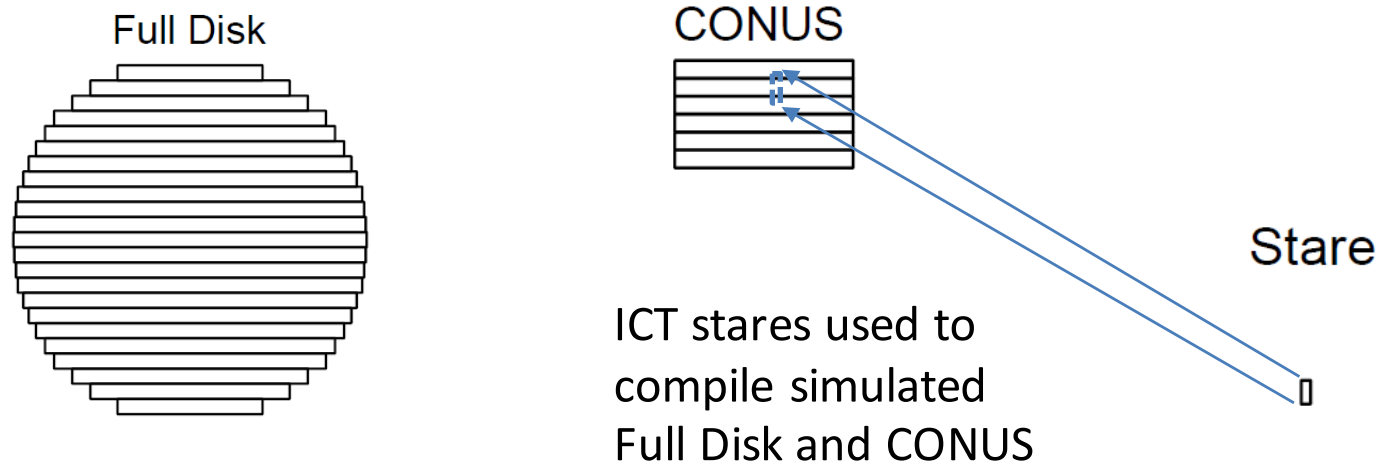 Full Disk
CONUS
Stare
ICT stares used to
compile simulated
Full Disk and CONUS